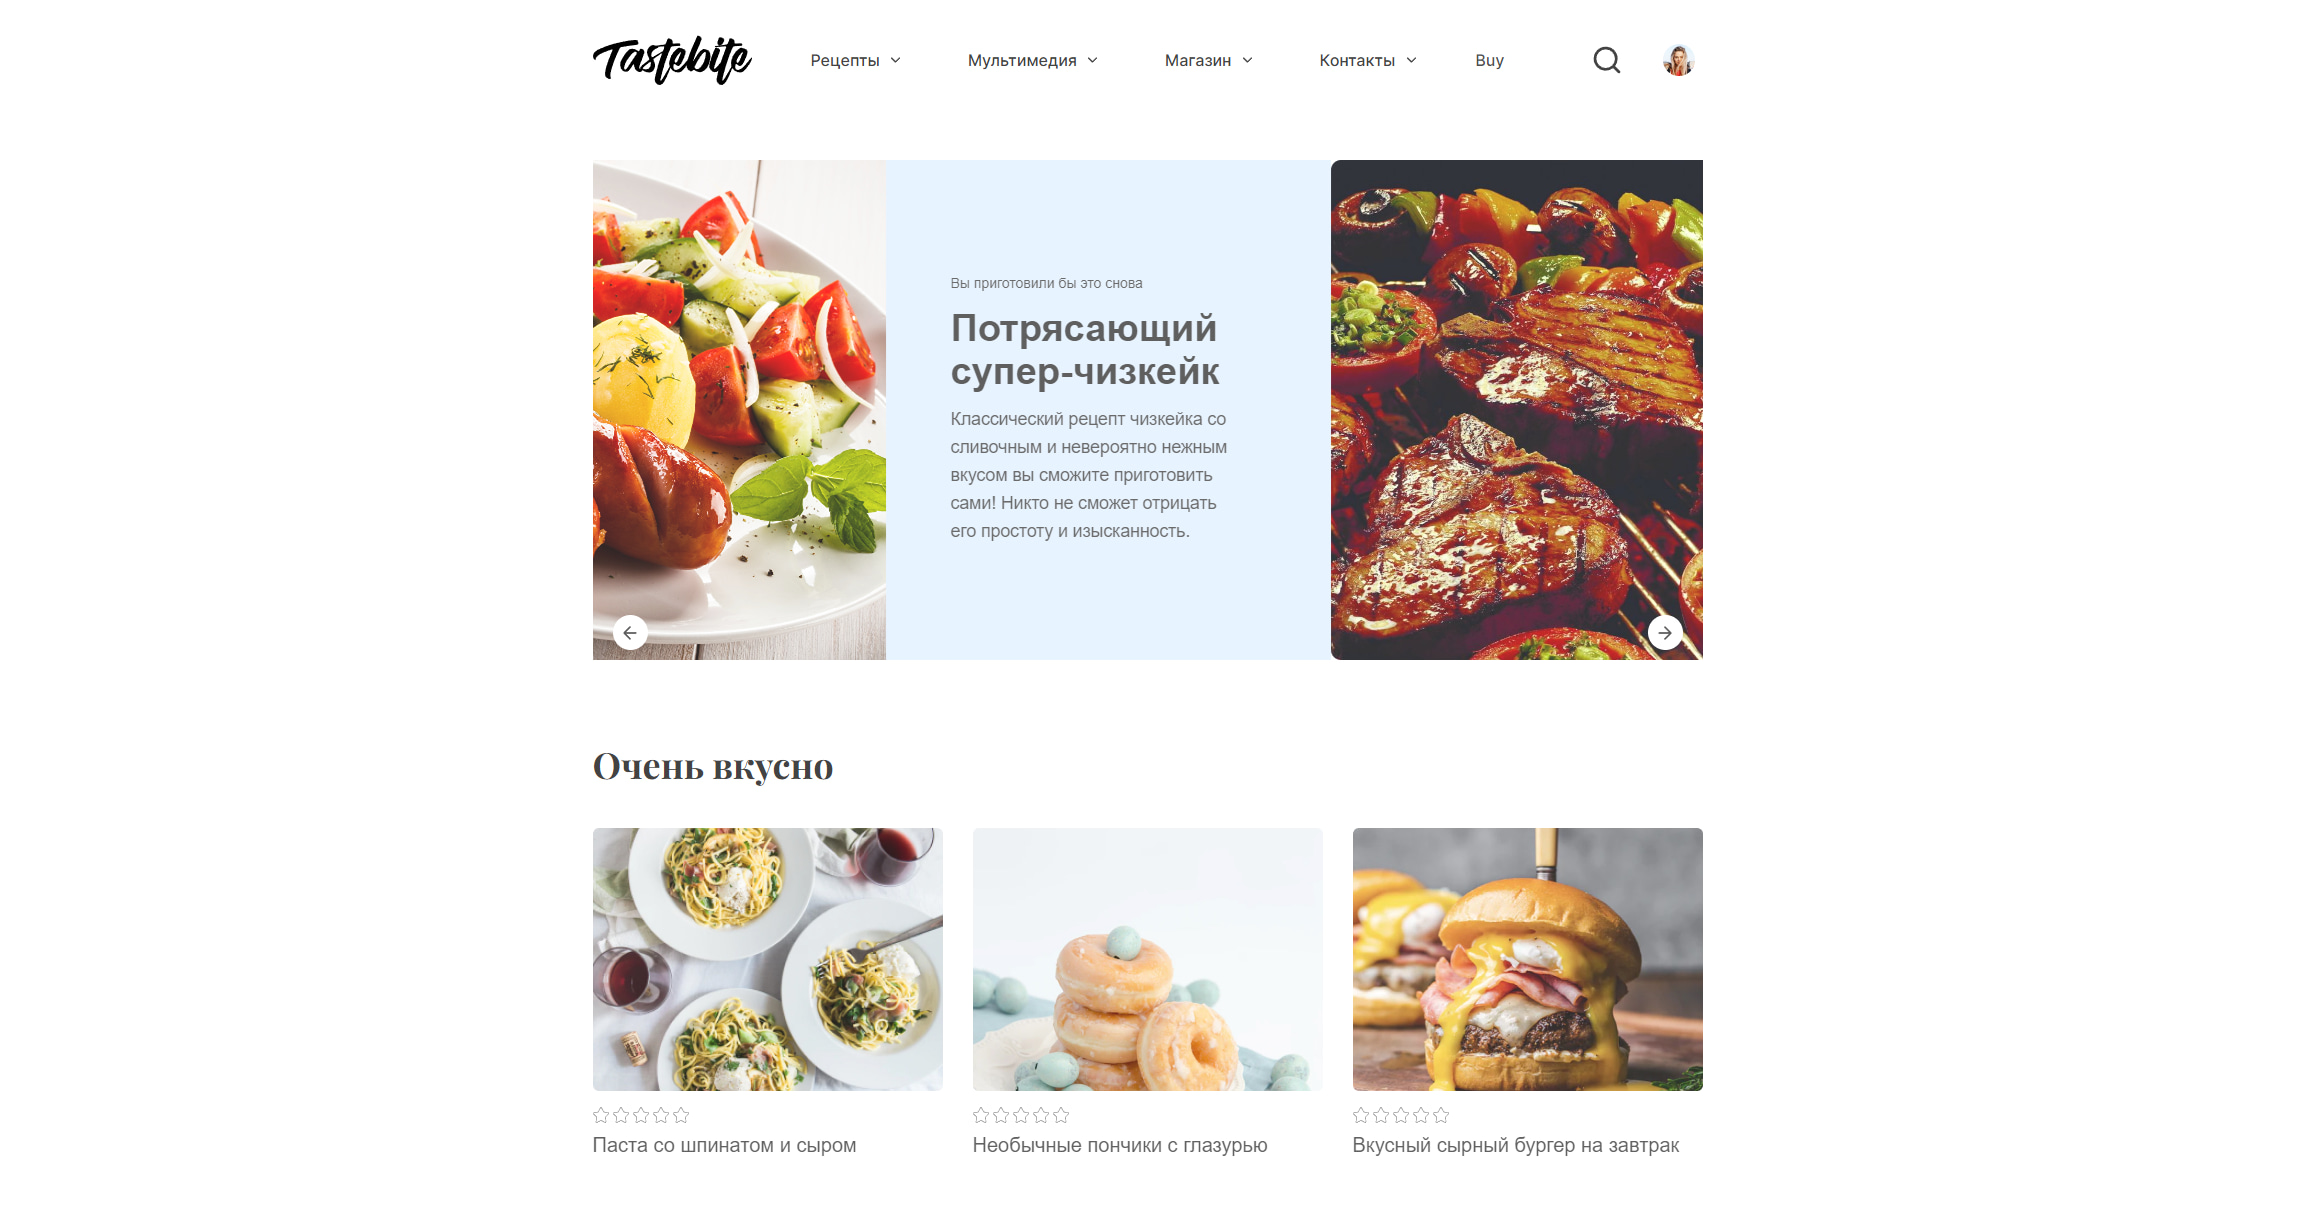 Tastebite
Рецепты
Мультимедия
Магазин
Контакты
Buy
Вы приготовили бы это снова
Потрясающий
супер-чизкейк
Классический рецепт чизкейка со
сливочным и невероятно нежным
вкусом вы сможите приготовить
сами! Никто не сможет отрицать
его простоту и изысканность.
Очень вкусно
Паста со шпинатом и сыром
Необычные пончики с глазурью
Вкусный сырный бургер на завтрак